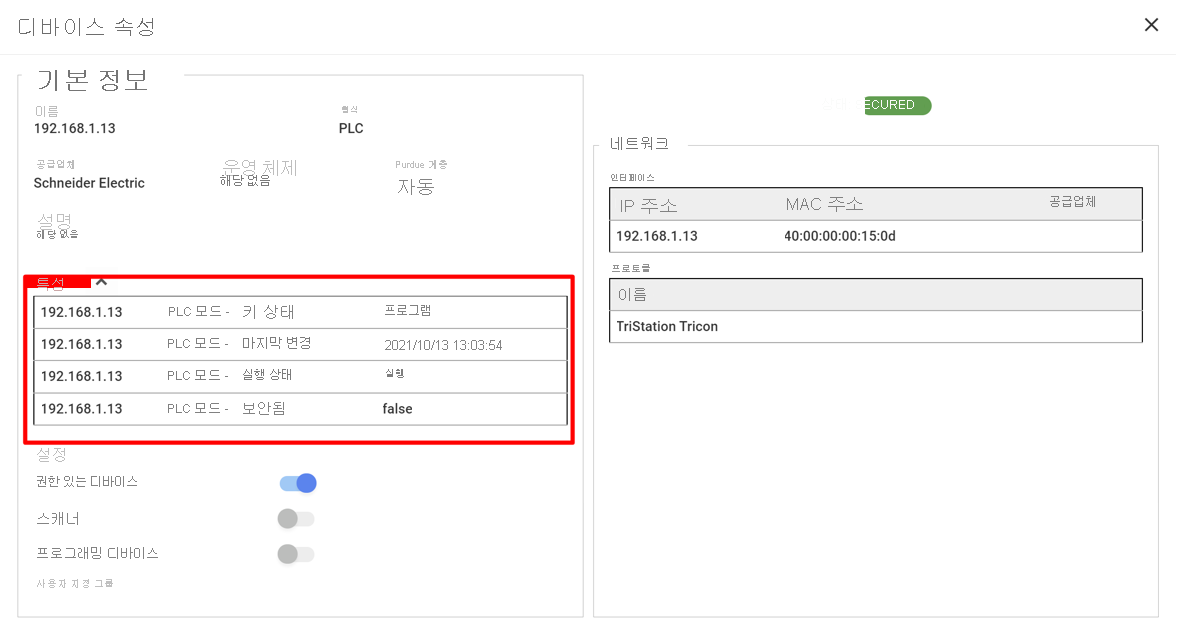 디바이스 속성
기본 정보
이름
192.168.1.13
형식
PLC
공급업체
Schneider Electric
운영 체제
해당 없음
Purdue 계층
자동
설명
해당 없음
특성
192.168.1.13 PLC 모드 - 키 상태 프로그램
192.168.1.13 PLC 모드 - 마지막 변경 2021/10/13 13:03:54
192.168.1.13 PLC 모드 - 실행 상태 실행
192.168.1.13 PLC 모드 - 보안됨 false
설정
권한 있는 디바이스
스캐너
프로그래밍 디바이스
사용자 지정 그룹
ECURED
네트워크
인터페이스
IP 주소 MAC 주소 공급업체
192.168.1.13 40:00:00:00:15:0d
프로토콜
이름
TriStation Tricon